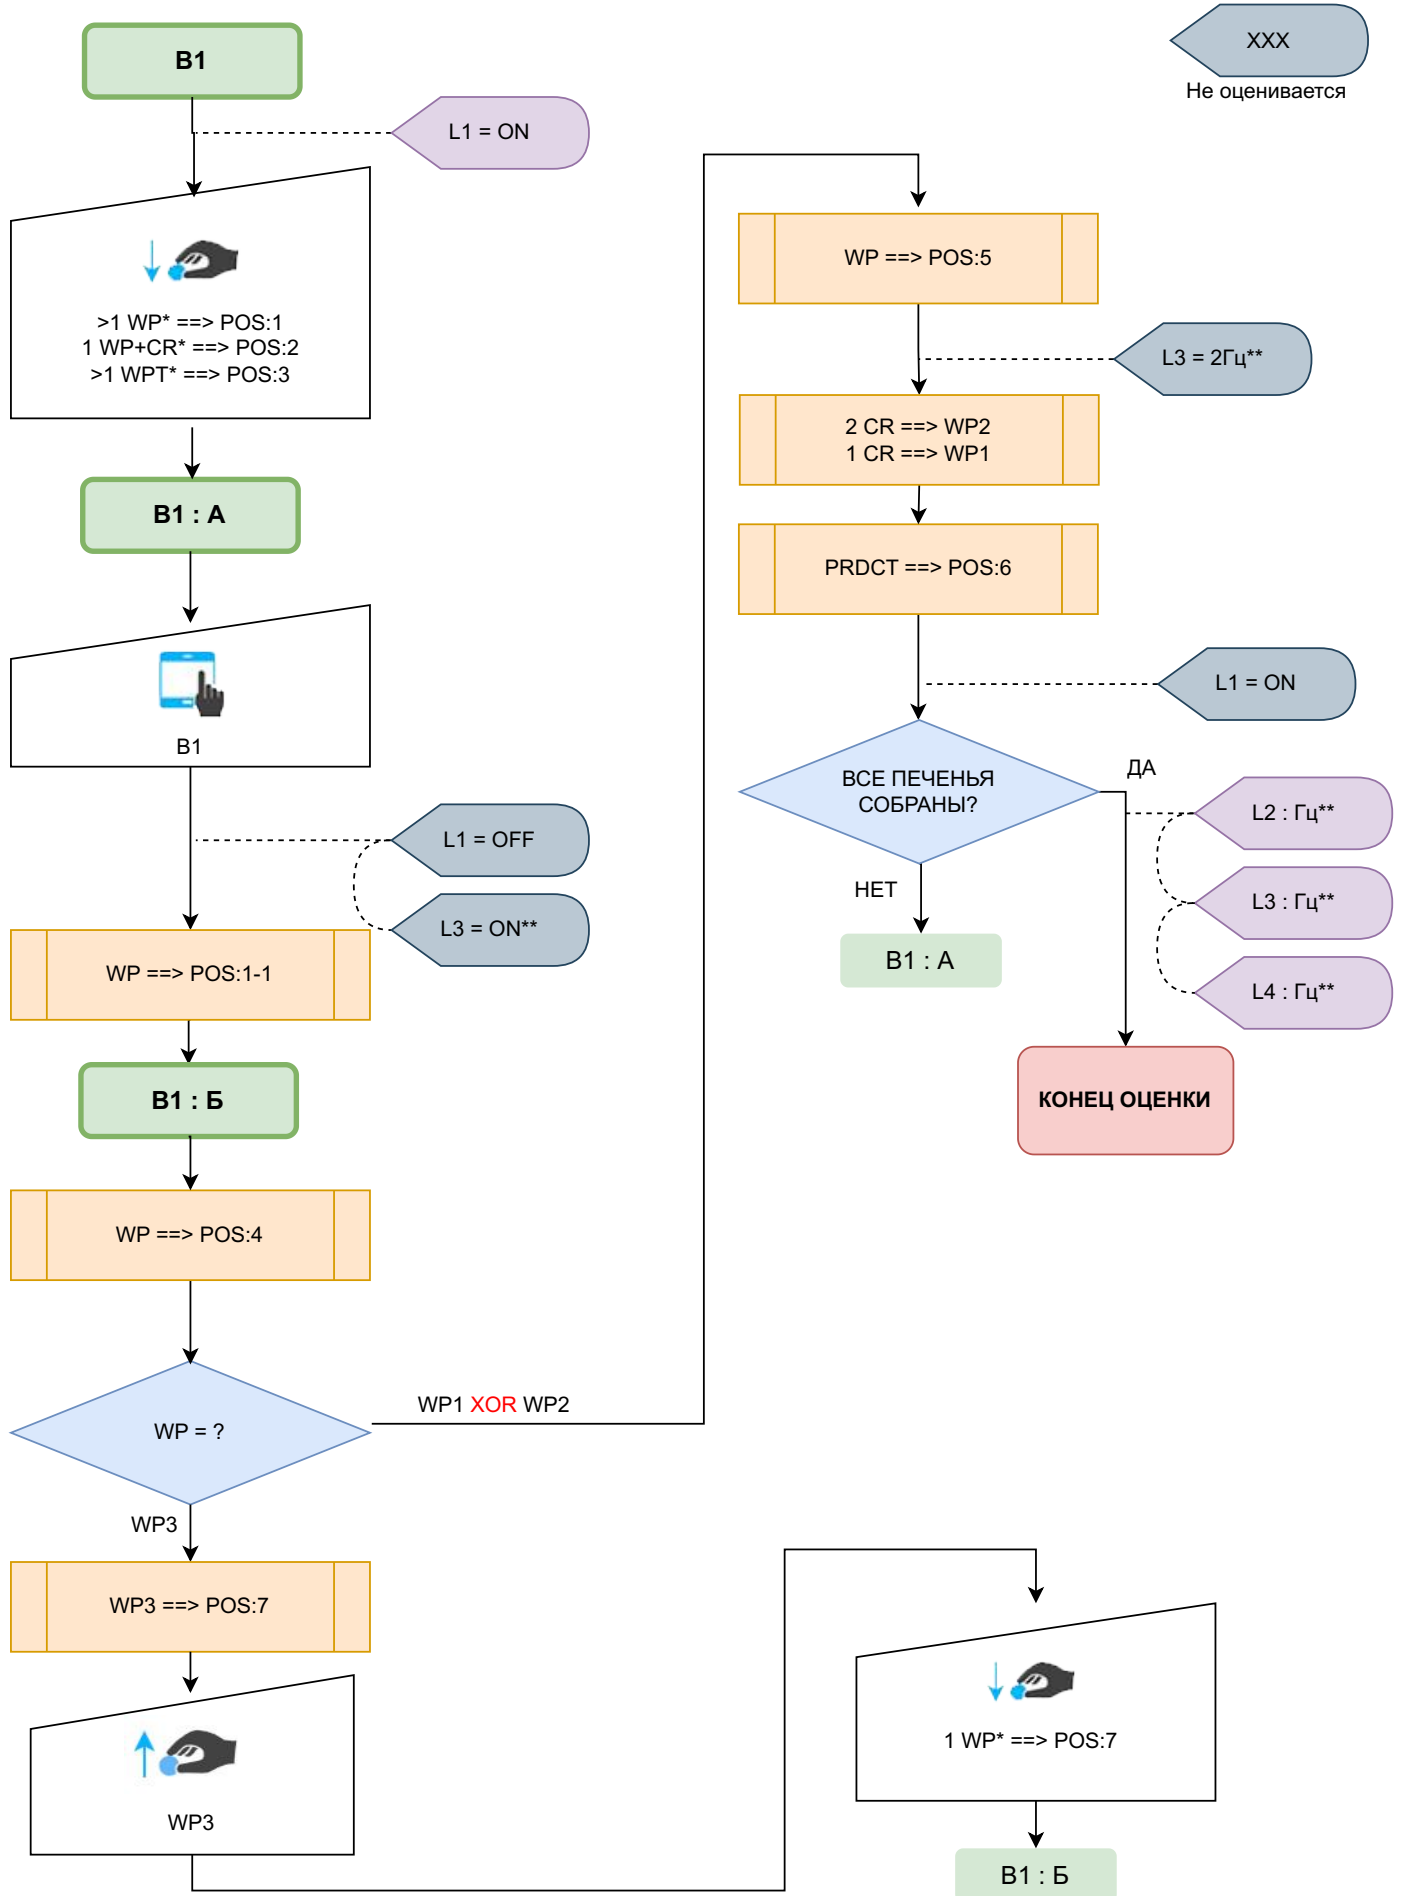 B1
L1 = ON
>1 WP* ==> POS:1
1 WP+CR* ==> POS:2
>1 WPT* ==> POS:3
B1 : А
B1
L1 = OFF
L3 = ON**
WP ==> POS:1-1
B1 : Б
WP ==> POS:4
WP = ?
WP1 XOR WP2
WP3
WP3 ==> POS:7
WP3
XXX
Не оценивается
WP ==> POS:5
L3 = 2Гц**
2 CR ==> WP2
1 CR ==> WP1
PRDCT ==> POS:6
L1 = ON
ВСЕ ПЕЧЕНЬЯ
СОБРАНЫ?
ДА
L2 : Гц**
L3 : Гц**
L4 : Гц**
НЕТ
B1 : А
КОНЕЦ ОЦЕНКИ
1 WP* ==> POS:7
B1 : Б